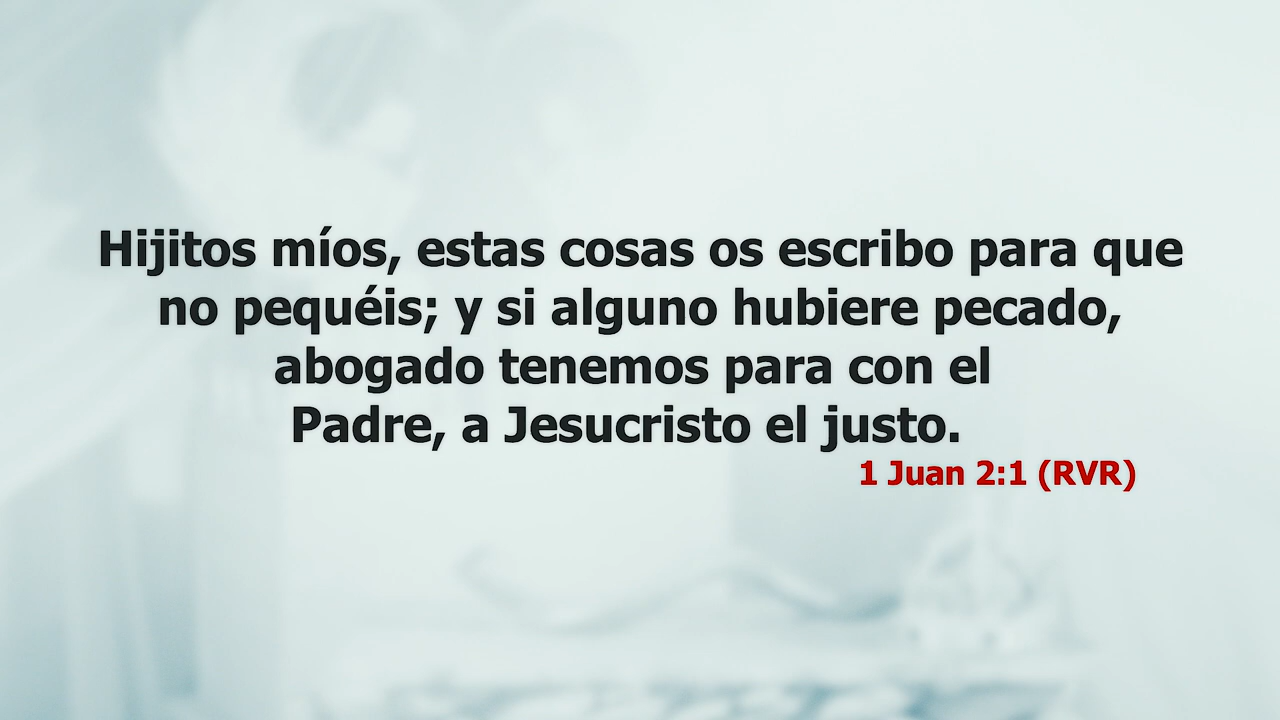 Hijitos míos, estas cosas os escribo para que
no pequéis; y si alguno hubiere pecado,
abogado tenemos para con el
Padre, a Jesucristo el justo.
1 Juan 2:1 (RVR)